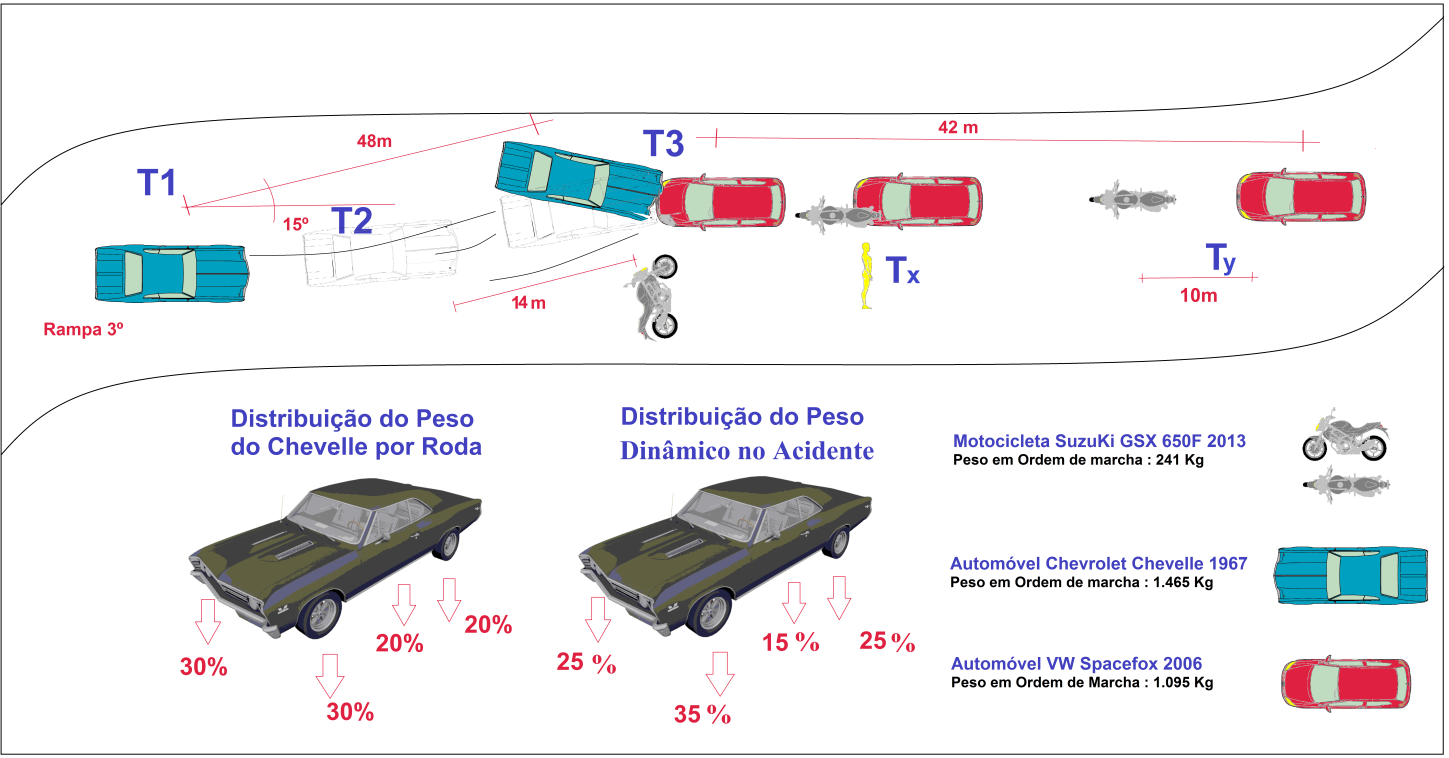 T1
48m
15º
T2
T3
42 m
Tx
Ty
10m
14 m
Rampa 3º
Distribuição do Peso
do Chevelle por Roda
30%
30%
20%
20%
Distribuição do Peso
Dinâmico no Acidente
25 %
35 %
15 %
25 %
Motocicleta SuzuKi GSX 650F 2013
Peso em Ordem de marcha : 241 Kg
Automóvel Chevrolet Chevelle 1967
Peso em Ordem de marcha : 1.465 Kg
Automóvel VW Spacefox 2006
Peso em Ordem de Marcha : 1.095 Kg